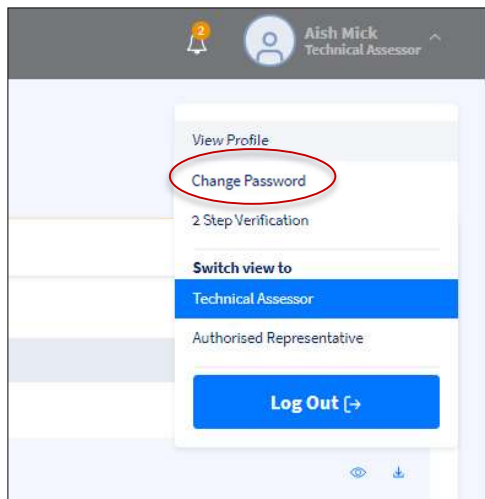 2
Aish Mick
Technical Assessor
View Profile
Change Password
2 Step Verification
Switch view to
Technical Assessor
Authorised Representative
Log Out